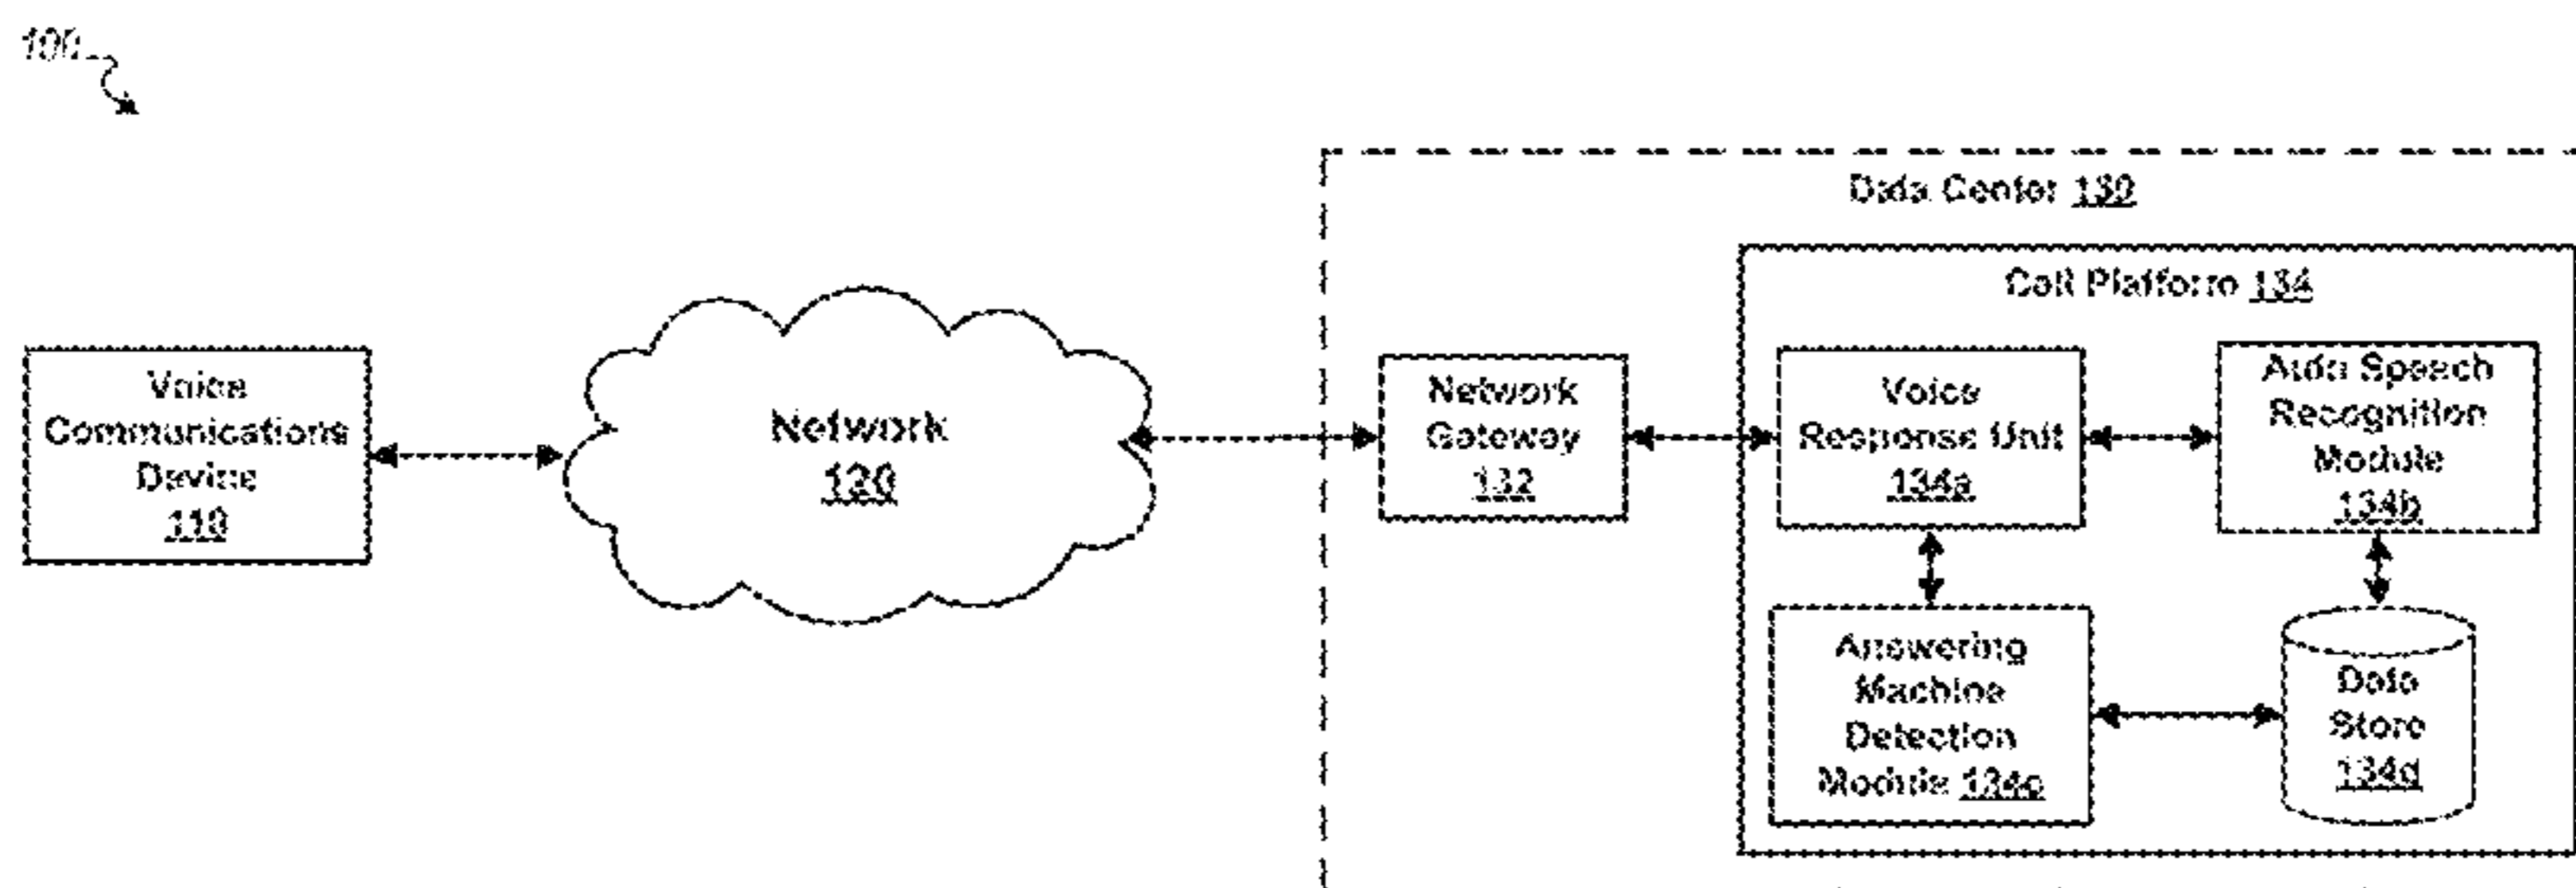 100
Data Center 130
Call Platform 134
Voice
Communications
Device
110
Network
120
Network
Gateway
132
Voice
Response Unit
134a
Auto Speech
Recognition
Module
134b
Answering
Machine
Detection
Module 134c
Data
Store
134d